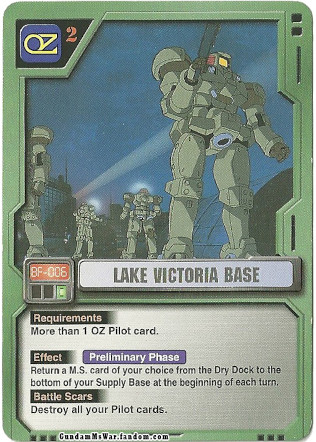 OZ 2
LAKE VICTORIA BASE
BF-006
C
Requirements
More than 1 OZ Pilot card.
Effect Preliminary Phase
Return a M.S. card of your choice from the Dry Dock to the
bottom of your Supply Base at the beginning of each turn.
Battle Scars
Destroy all your Pilot cards.
GundamMsWar.fandom.com